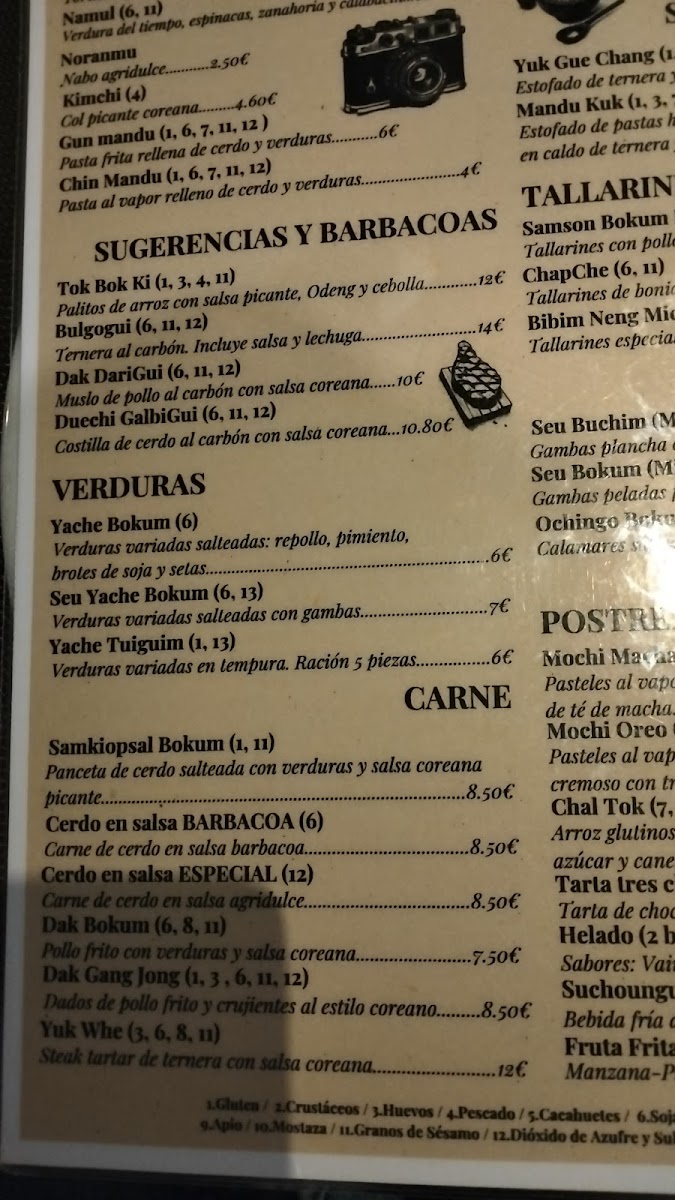 Namul (6, 11)
Verdura del tiempo, espinacas, zanahoria y
Noranmu
Nabo agridulce...........2.50€
Kimchi (4)
Col picante coreana.........4.60€
Gun mandu (1, 6, 7, 11, 12 )
Pasta frita rellena de cerdo y verduras...........6€
Chin Mandu (1, 6, 7, 11, 12)
Pasta al vapor relleno de cerdo y verduras........................4€
SUGERENCIAS Y BARBACOAS
Tok Bok Ki (1, 3, 4, 11)
Palitos de arroz con salsa picante, Odeng y cebolla............12€
Bulgogui (6, 11, 12)
Ternera al carbón. Incluye salsa y lechuga...........................14€
Dak DariGui (6, 11, 12)
Muslo de pollo al carbón con salsa coreana......10€
Duechi GalbiGui (6, 11, 12)
Costilla de cerdo al carbón con salsa coreana...10.80€
VERDURAS
Yache Bokum (6)
Verduras variadas salteadas: repollo, pimiento,
brotes de soja y setas.................................................................6€
Seu Yache Bokum (6, 13)
Verduras variadas salteadas con gambas..............................7€
Yache Tuiguim (1, 13)
Verduras variadas en tempura. Ración 5 piezas.................6€
CARNE
Samkiopsal Bokum (1, 11)
Panceta de cerdo salteada con verduras y salsa coreana
picante....................................................................................8.50€
Cerdo en salsa BARBACOA (6)
Carne de cerdo en salsa barbacoa......................................8.50€
Cerdo en salsa ESPECIAL (12)
Carne de cerdo en salsa agridulce......................................8.50€
Dak Bokum (6, 8, 11)
Pollo frito con verduras y salsa coreana..........................7.50€
Dak Gang Jong (1, 3 , 6, 11, 12)
Dados de pollo frito y crujientes al estilo coreano.........8.50€
Yuk Whe (3, 6, 8, 11)
Steak tartar de ternera con salsa coreana............................12€
Yuk Gue Chang (1,
Estofado de ternera y
Mandu Kuk (1, 3, 
Estofado de pastas
en caldo de ternera
TALLARIN
Samson Bokum
Tallarines con poll
ChapChe (6, 11)
Tallarines de boni
Bibim Neng
Tallarines especia
Seu Buchim (M
Gambas plancha
Seu Bokum (M
Gambas peladas
Ochingo Boku
Calamares
POSTRE
Mochi Macha
Pasteles al vapo
de té de macha.
Mochi Oreo
Pasteles al vap
cremoso con
Chal Tok (7,
Arroz glutinos
azúcar y cane
Tarta tres c
Tarta de choc
Helado (2 b
Sabores: Vai
Suchoungu
Bebida fría
Fruta Frita
Manzana-P
1.Gluten / 2.Crustáceos / 3.Huevos / 4.Pescado / 5.Cacahuetes / 6.Soja
9.Apio / 10.Mostaza / 11.Granos de Sésamo / 12.Dióxido de Azufre y Sul